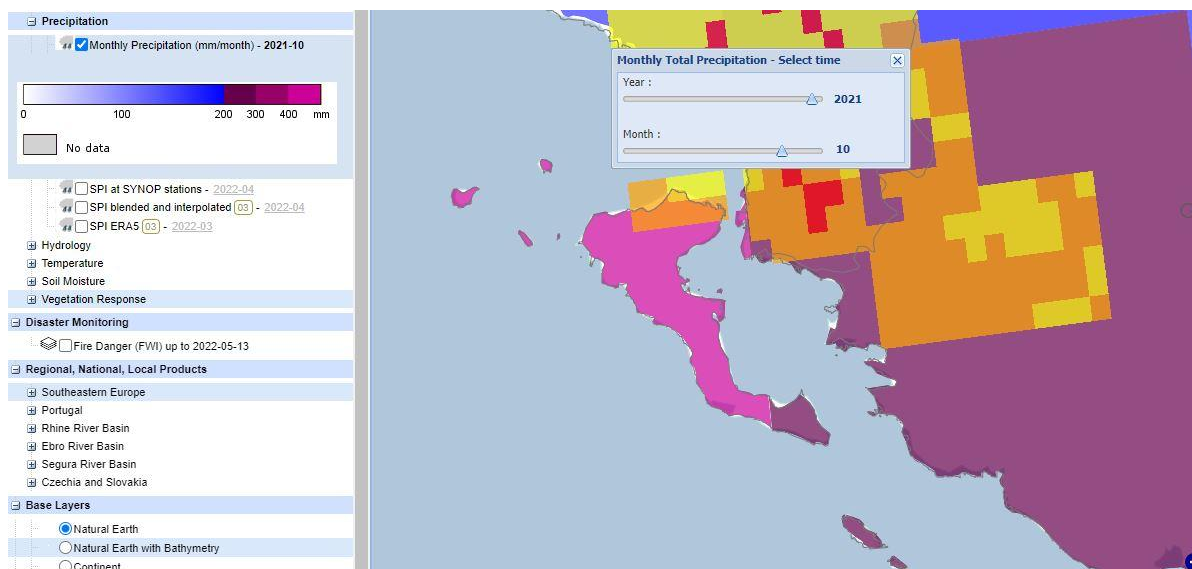 Precipitation
Monthly Precipitation (mm/month) - 2021-10
0 100 200 300 400 mm
No data
SPI at SYNOP stations - 2022-04
SPI blended and interpolated 03 - 2022-04
SPI ERA5 03 - 2022-03
Hydrology
Temperature
Soil Moisture
Vegetation Response
Disaster Monitoring
Fire Danger (FWI) up to 2022-05-13
Regional, National, Local Products
Southeastern Europe
Portugal
Rhine River Basin
Ebro River Basin
Segura River Basin
Czechia and Slovakia
Base Layers
Natural Earth
Natural Earth with Bathymetry
Continent
Monthly Total Precipitation - Select time
Year :
2021
Month :
10